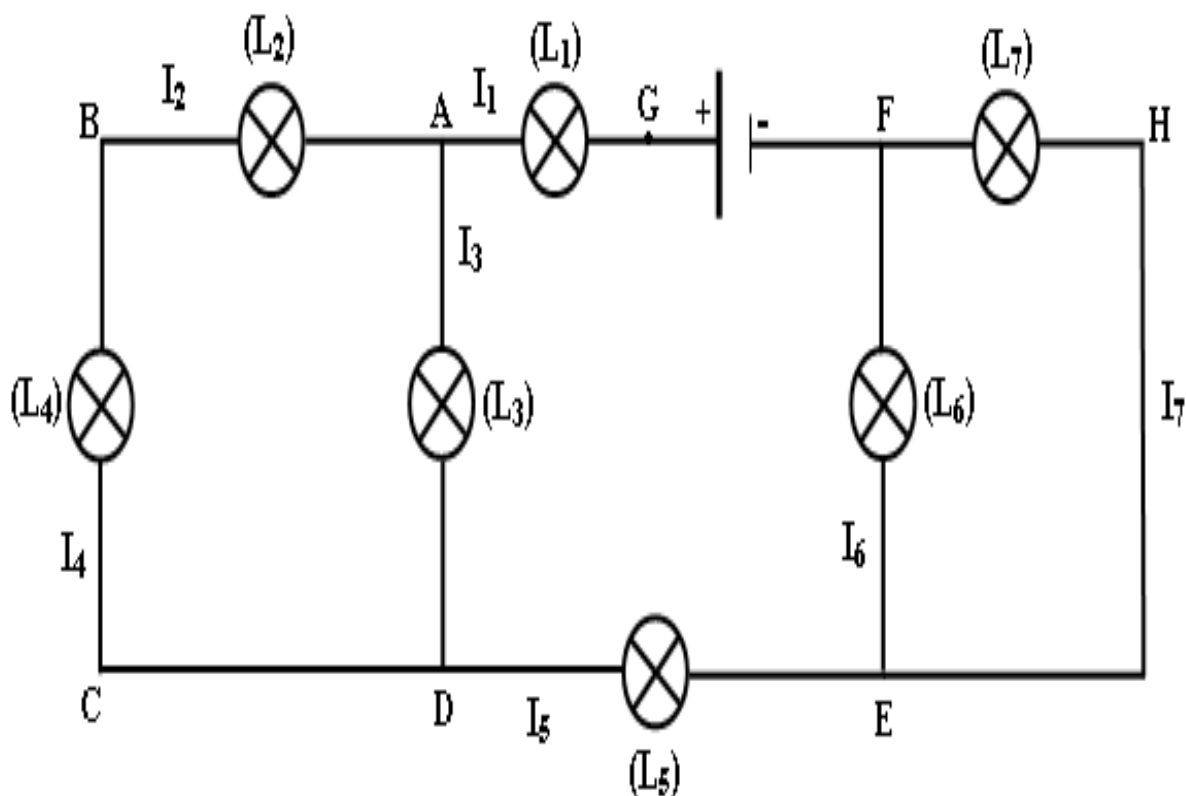 (L₂) (L₁) (L₇)
I₂ I₁
B A G + - F H
I₃
(L₄) (L₃) (L₆) I₇
I₄ I₆
C D I₅ E
(L₅)